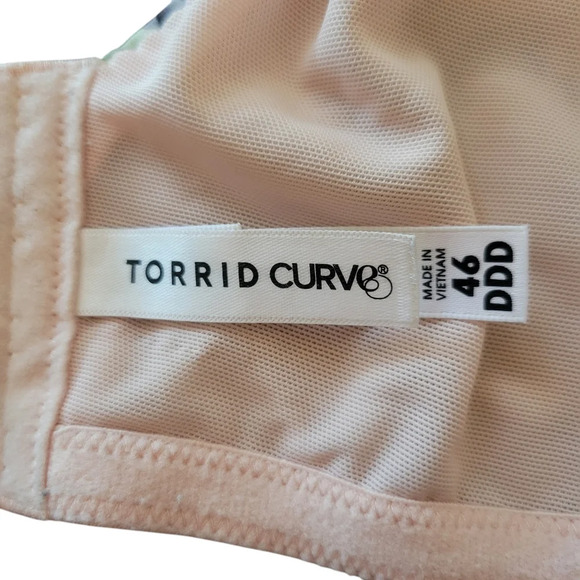 TORRID CURVE®
MADE IN
VIETNAM
46
DDD